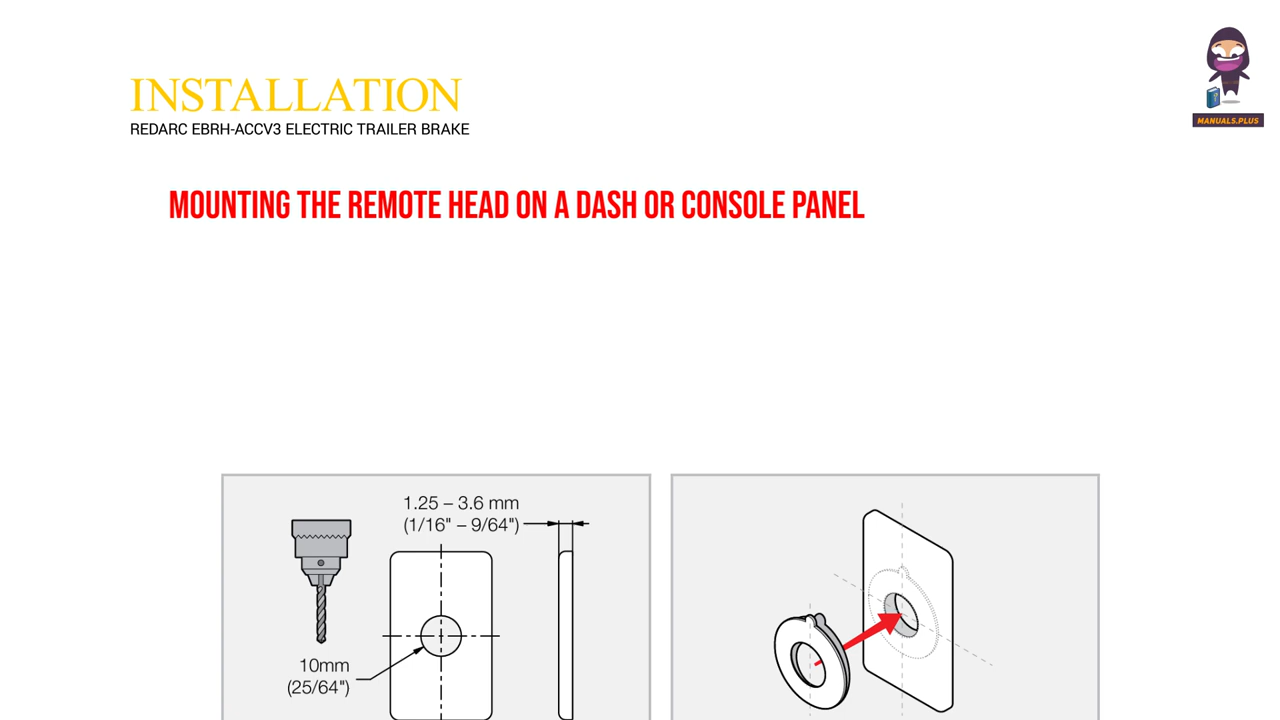 INSTALLATION
REDARC EBRH-ACCV3 ELECTRIC TRAILER BRAKE
MANUALS.PLUS
MOUNTING THE REMOTE HEAD ON A DASH OR CONSOLE PANEL
1.25 – 3.6 mm
(1/16" – 9/64")
10mm
(25/64")